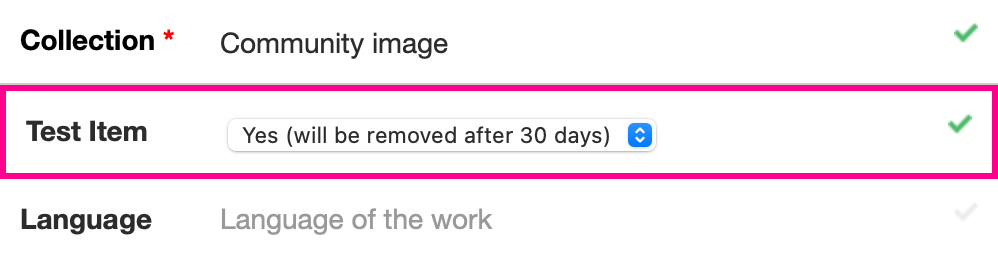 Collection * Community image
Test Item Yes (will be removed after 30 days)
Language Language of the work